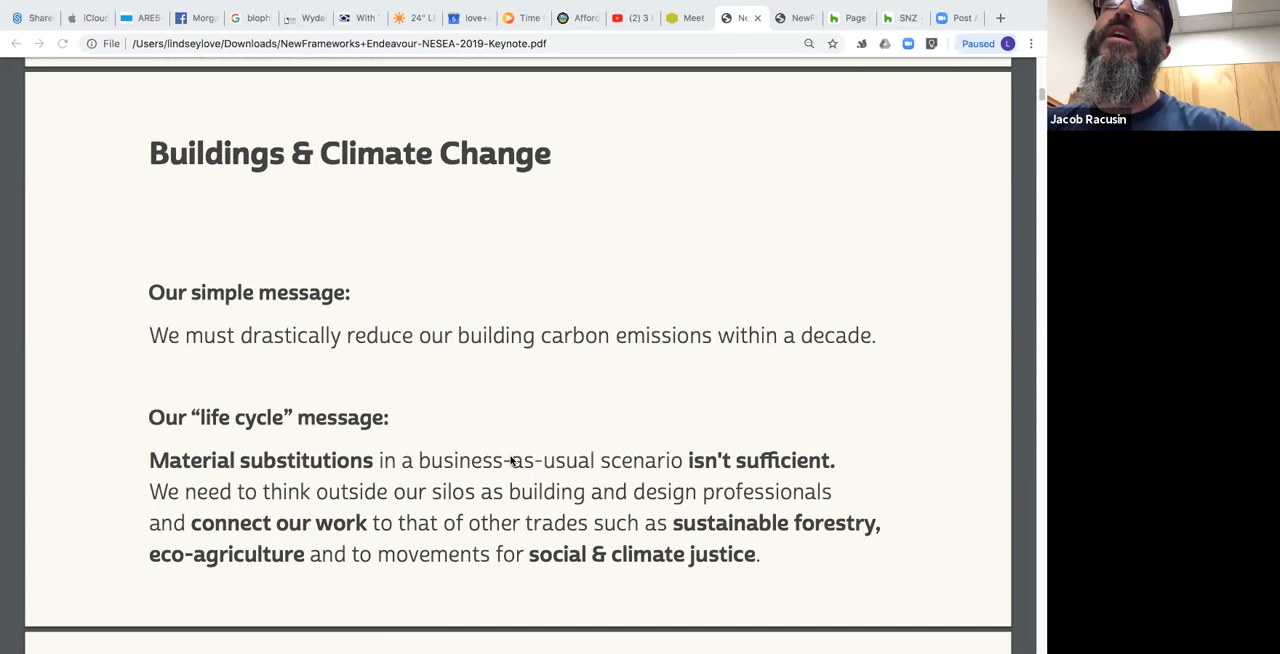 Share
iClou
ARE5
Morga
bioph
Wyda
With
24" L
love+
Time
Afford
(2) 3
Meet
Ne
NewF
Page
SNZ -
Post /
File
/Users/lindseylove/Downloads/NewFrameworks+Endeavour-NESEA-2019-Keynote.pdf
Paused
L
Jacob Racusin
Buildings & Climate Change
Our simple message:
We must drastically reduce our building carbon emissions within a decade.
Our “life cycle” message:
Material substitutions in a business-as-usual scenario isn't sufficient.
We need to think outside our silos as building and design professionals
and connect our work to that of other trades such as sustainable forestry,
eco-agriculture and to movements for social & climate justice.